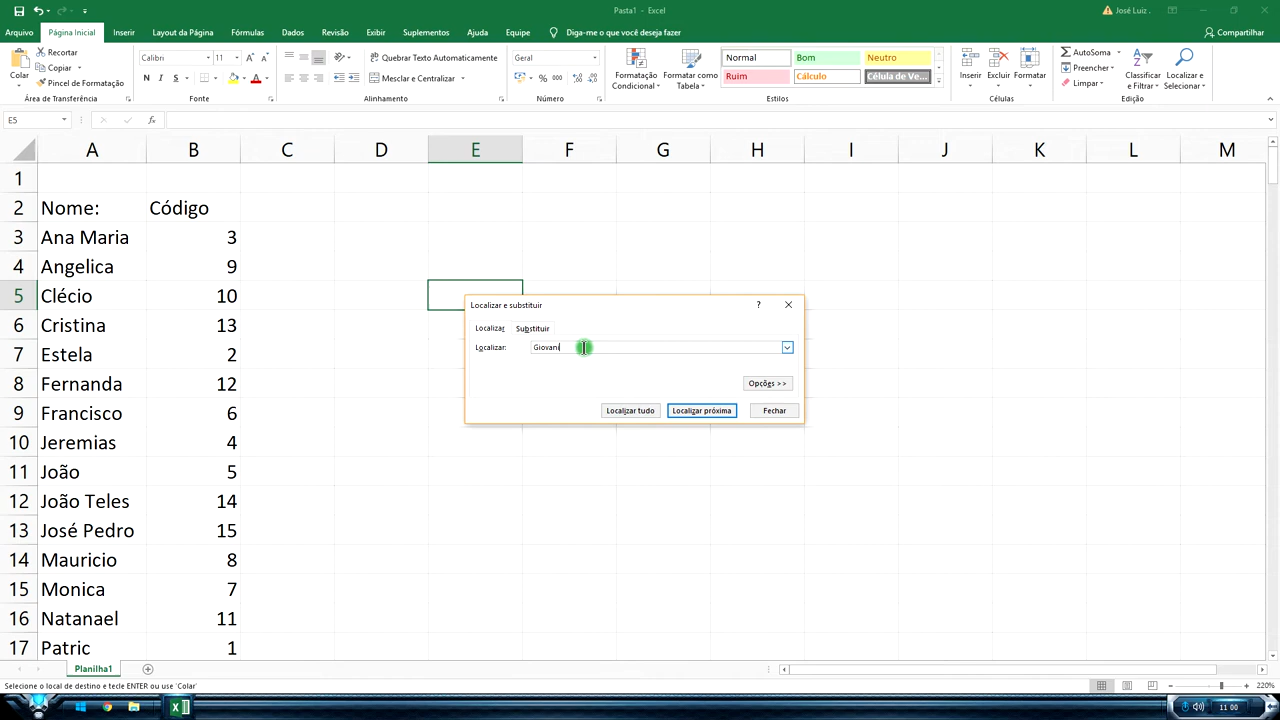 Pasta1 - Excel
José Luiz .
Arquivo Página Inicial Inserir Layout da Página Fórmulas Dados Revisão Exibir Suplementos Ajuda Equipe Diga-me o que você deseja fazer Compartilhar
Colar
Recortar
Copiar
Pincel de Formatação
Área de Transferência
Calibri 11
N I S
Fonte
Quebrar Texto Automaticamente
Mesclar e Centralizar
Alinhamento
Geral
% 000
Número
Formatação Condicional
Formatar como Tabela
Normal Bom Neutro
Ruim Cálculo Célula de Ve...
Estilos
Inserir Excluir Formatar
Células
AutoSoma
Preencher
Limpar
Classificar e Filtrar
Localizar e Selecionar
Edição
E5 fx
A B C D E F G H I J K L M
1
2 Nome: Código
3 Ana Maria 3
4 Angelica 9
5 Clécio 10
6 Cristina 13
7 Estela 2
8 Fernanda 12
9 Francisco 6
10 Jeremias 4
11 João 5
12 João Teles 14
13 José Pedro 15
14 Mauricio 8
15 Monica 7
16 Natanael 11
17 Patric 1
Localizar e substituir ?
Localizar Substituir
Localizar: Giovani
Opções >>
Localizar tudo Localizar próxima Fechar
Planilha1
Selecione o local de destino e tecle ENTER ou use 'Colar'
220%
11 00